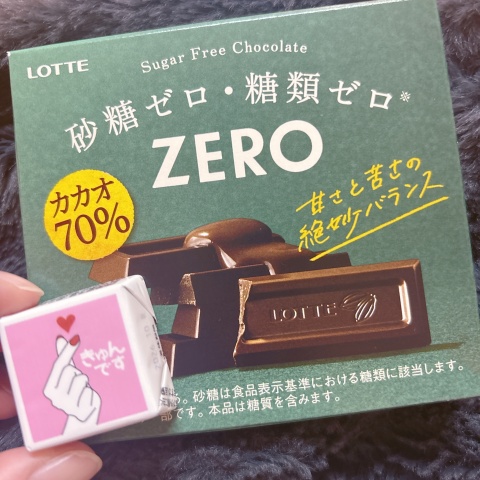 LOTTE
Sugar Free Chocolate
砂糖ゼロ・糖類ゼロ※
ZERO
カカオ
70%
甘さと苦さの
絶妙バランス
LOTTE
きゅん
です
る。砂糖は食品表示基準における糖類に該当します。
部です。本品は糖質を含みます。